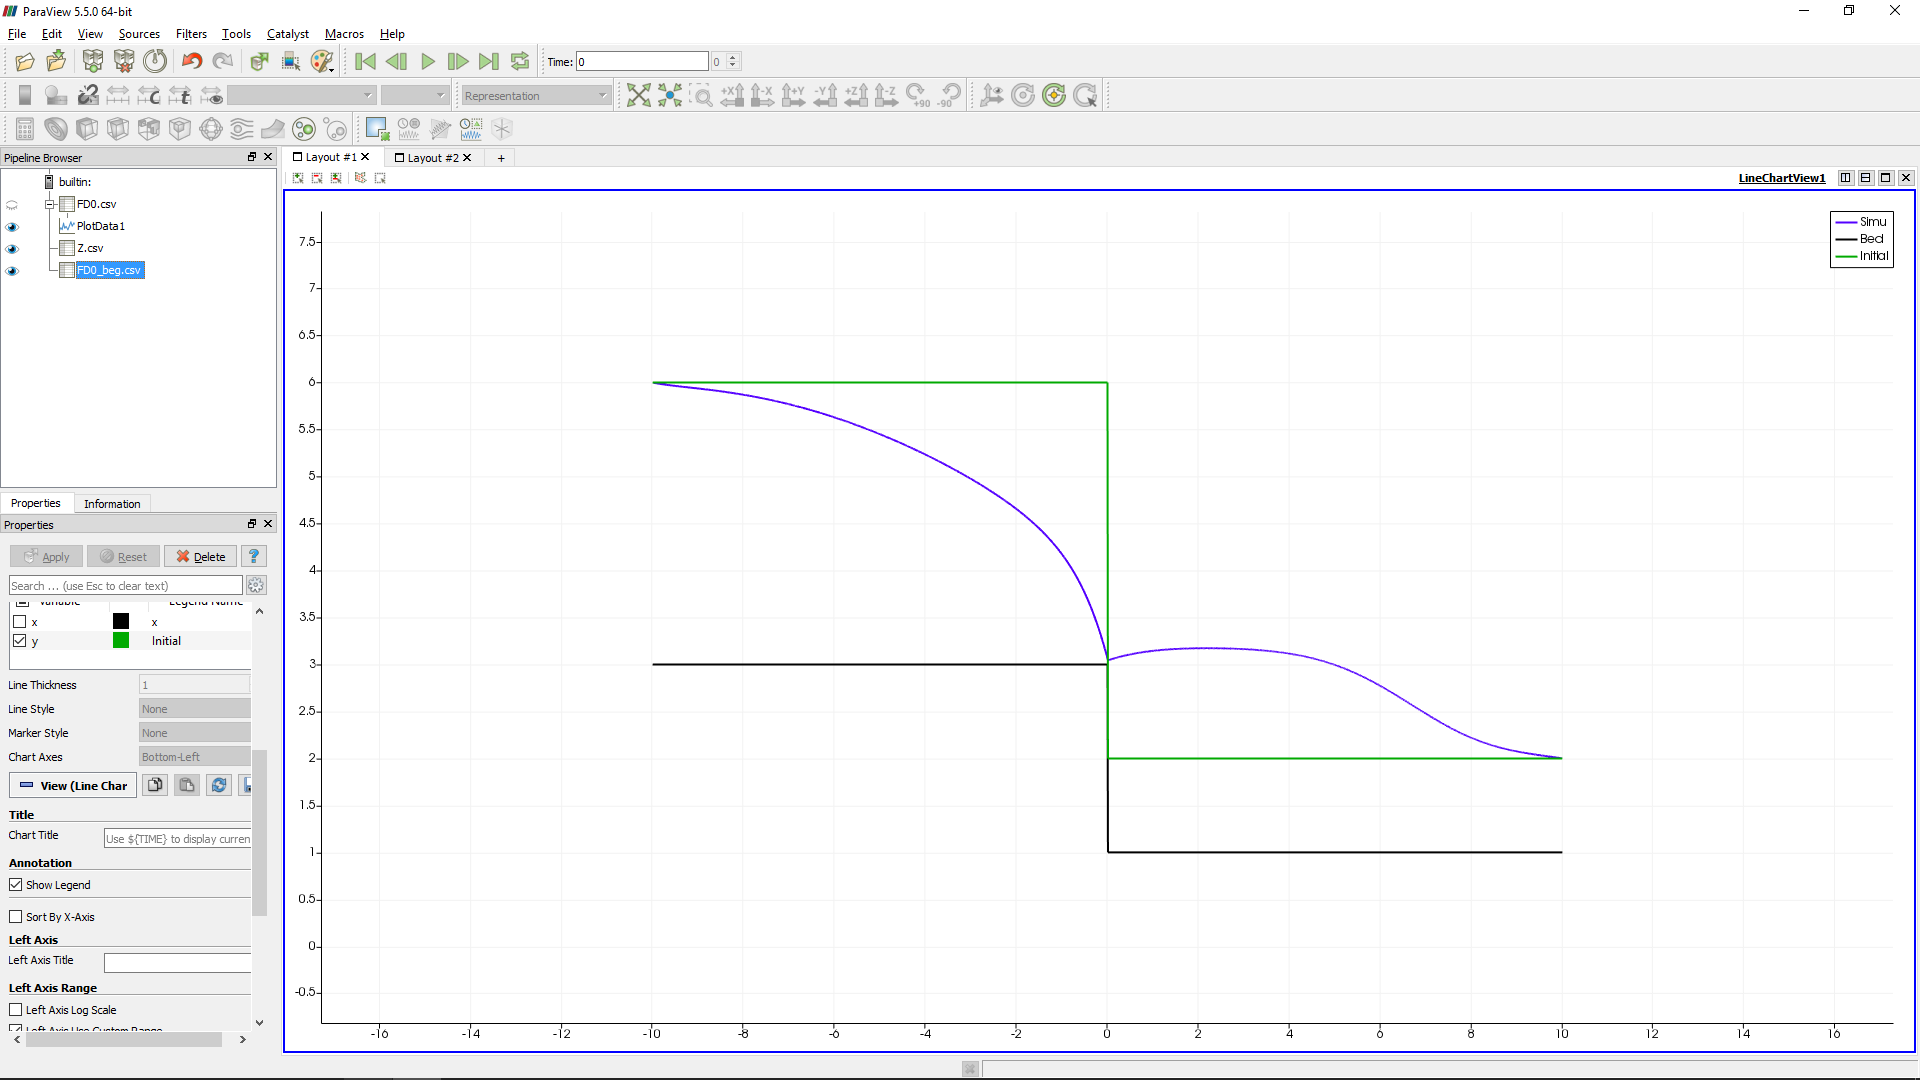 ParaView 5.5.0 64-bit
File Edit View Sources Filters Tools Catalyst Macros Help
Time: 0 0
Representation
+X -X +Y -Y +Z -Z +90 -90
Pipeline Browser
builtin:
FD0.csv
PlotData1
Z.csv
FD0_beg.csv
Properties Information
Properties
Apply Reset Delete ?
Search ... (use Esc to clear text)
Variable Legend Name
x x
y Initial
Line Thickness 1
Line Style None
Marker Style None
Chart Axes Bottom-Left
View (Line Char
Title
Chart Title Use ${TIME} to display curren
Annotation
Show Legend
Sort By X-Axis
Left Axis
Left Axis Title
Left Axis Range
Left Axis Log Scale
Left Axis Use Custom Range
Layout #1 Layout #2 +
LineChartView1
Simu
Bed
Initial
7.5
7
6.5
6
5.5
5
4.5
4
3.5
3
2.5
2
1.5
1
0.5
0
-0.5
-16 -14 -12 -10 -8 -6 -4 -2 0 2 4 6 8 10 12 14 16